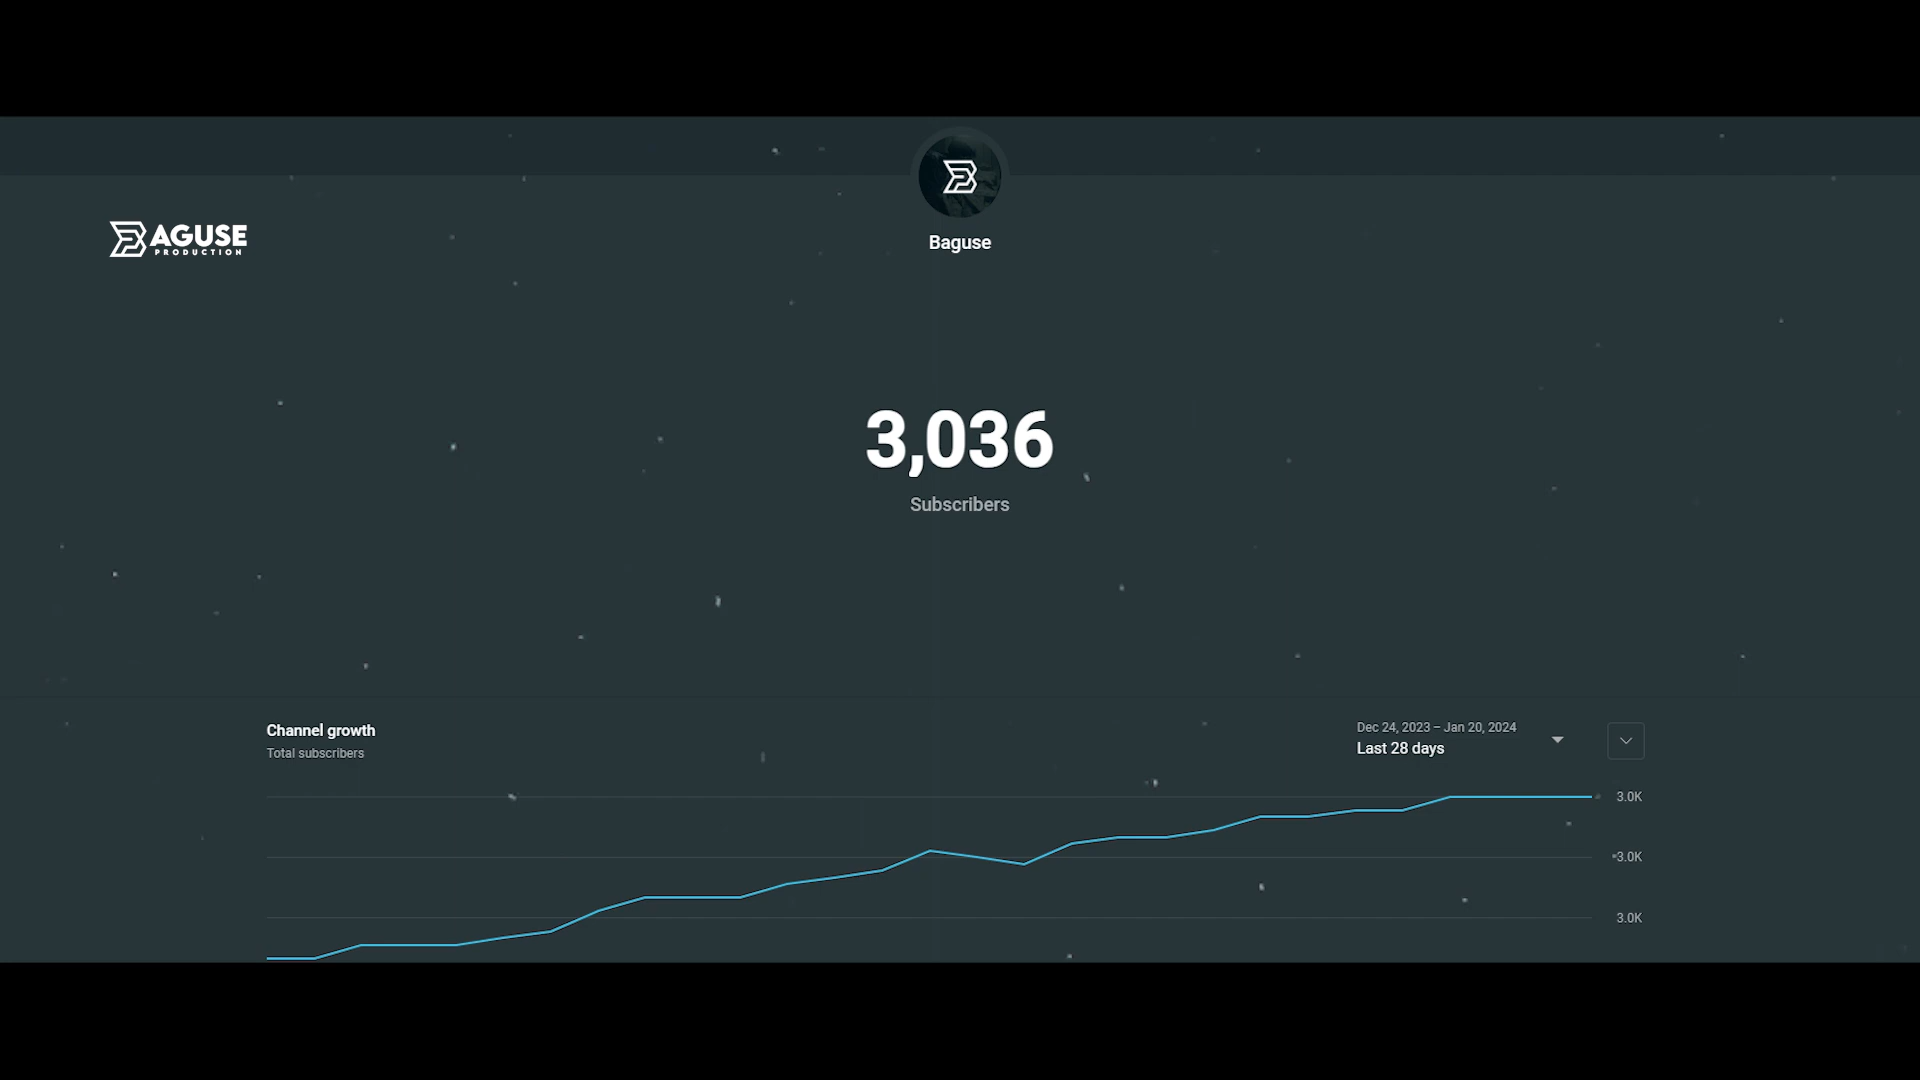 BAGUSE
PRODUCTION
Baguse
3,036
Subscribers
Channel growth
Total subscribers
Dec 24, 2023 – Jan 20, 2024
Last 28 days
3.0K
3.0K
3.0K